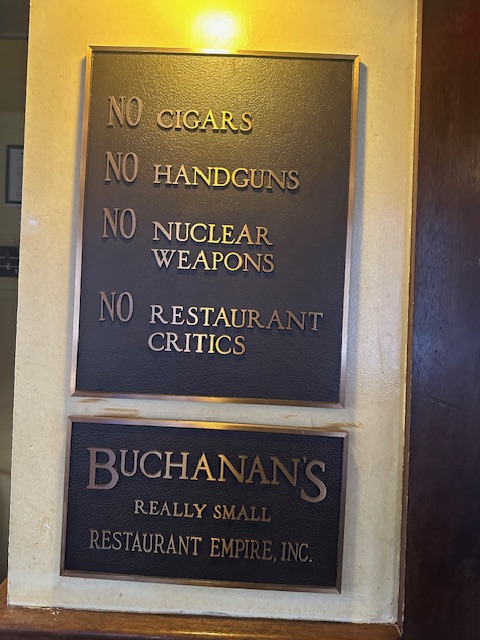 NO CIGARS
NO HANDGUNS
NO NUCLEAR
WEAPONS
NO RESTAURANT
CRITICS
BUCHANAN'S
REALLY SMALL
RESTAURANT EMPIRE, INC.